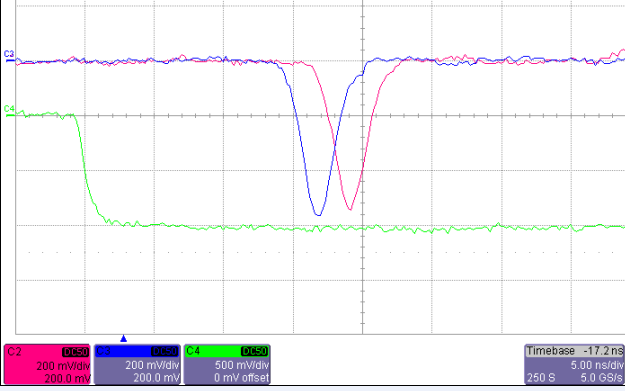 C3
C4
C2 DC50
200 mV/div
200.0 mV
C3 DC50
200 mV/div
200.0 mV
C4 DC50
500 mV/div
0 mV offset
Timebase -17.2 ns
5.00 ns/div
250 S 5.0 GS/s